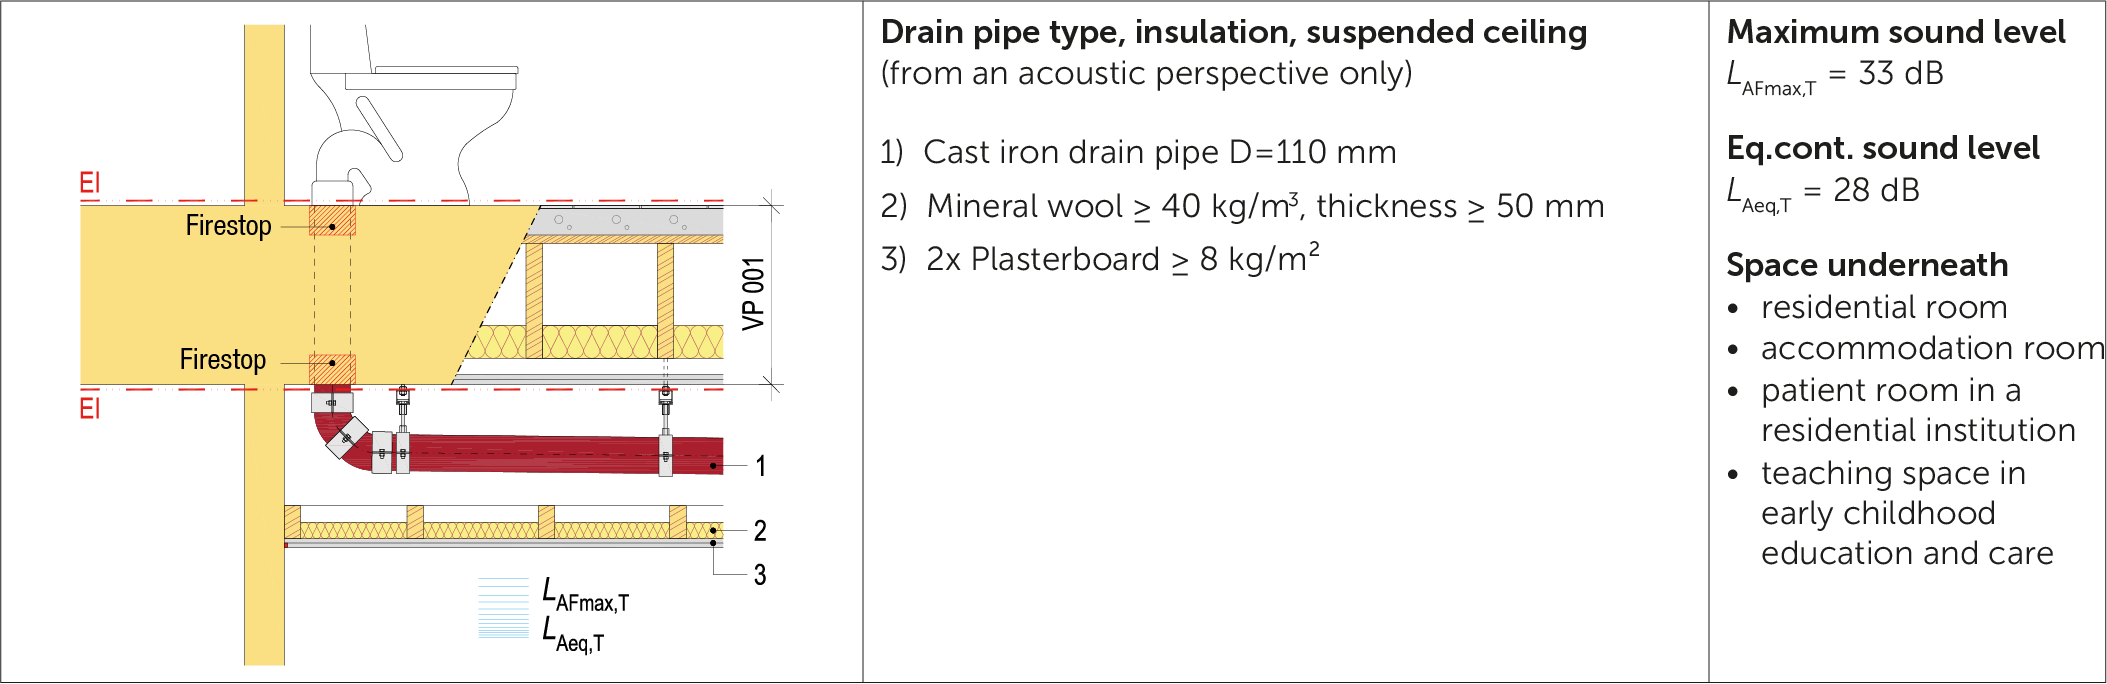 EI
Firestop
VP 001
Firestop
EI
1
2
3
LAFmax,T
LAeq,T
Drain pipe type, insulation, suspended ceiling
(from an acoustic perspective only)
1) Cast iron drain pipe D=110 mm
2) Mineral wool ≥ 40 kg/m³, thickness ≥ 50 mm
3) 2x Plasterboard ≥ 8 kg/m²
Maximum sound level
LAFmax,T = 33 dB
Eq.cont. sound level
LAeq,T = 28 dB
Space underneath
• residential room
• accommodation room
• patient room in a
residential institution
• teaching space in
early childhood
education and care